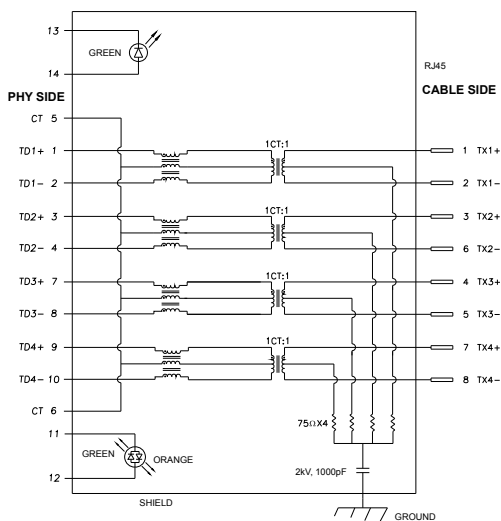 13
GREEN
14
RJ45
PHY SIDE
CABLE SIDE
CT 5
1CT:1
TD1+ 1
1 TX1+
TD1- 2
2 TX1-
1CT:1
TD2+ 3
3 TX2+
TD2- 4
6 TX2-
1CT:1
TD3+ 7
4 TX3+
TD3- 8
5 TX3-
1CT:1
TD4+ 9
7 TX4+
TD4- 10
8 TX4-
CT 6
75ΩX4
11
GREEN
ORANGE
12
2kV, 1000pF
SHIELD
GROUND